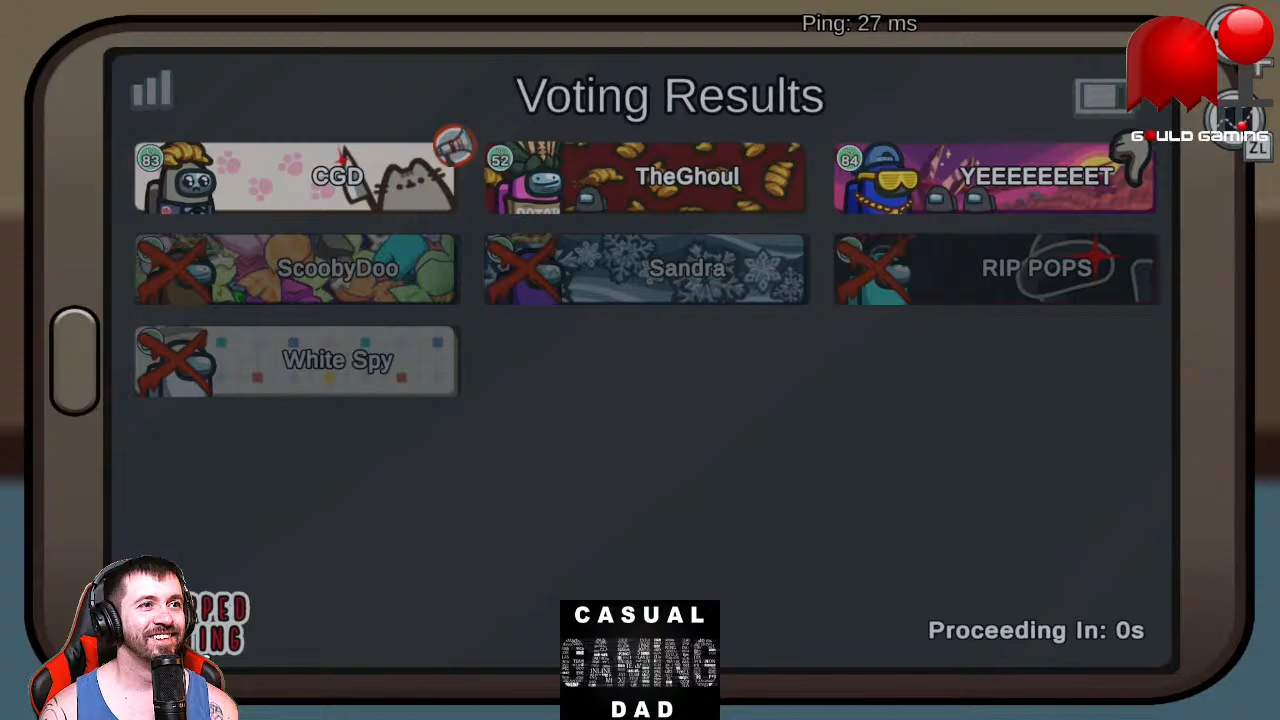 Ping: 27 ms
GOULD GAMING
ZL
Voting Results
83 CGD
52 TheGhoul
84 YEEEEEEEET
ScoobyDoo
Sandra
RIP POPS
White Spy
Proceeding In: 0s
CASUAL
GAMING
DAD